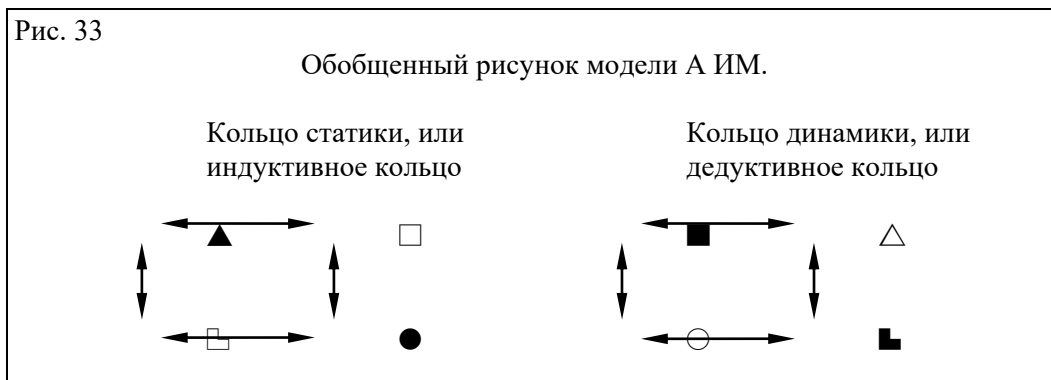 Рис. 33
Обобщенный рисунок модели А ИМ.
Кольцо статики, или
индуктивное кольцо
Кольцо динамики, или
дедуктивное кольцо